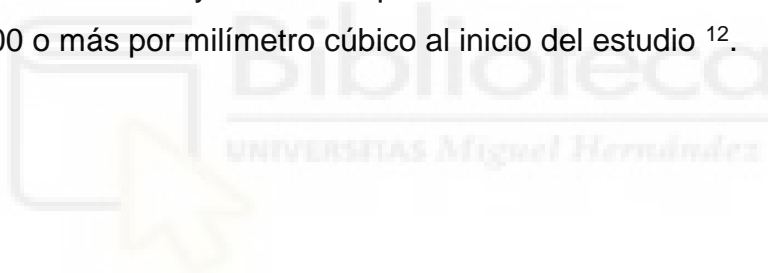 00 o más por milímetro cúbico al inicio del estudio 12.
Biblioteca
UNIVERSITAS Miguel Hernández